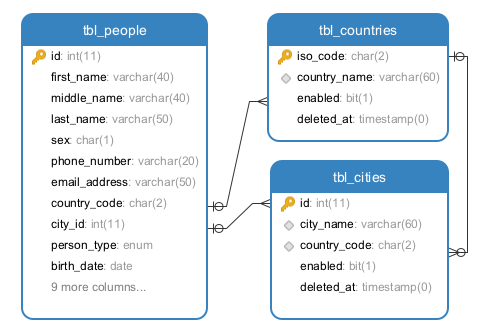 tbl_people
id: int(11)
first_name: varchar(40)
middle_name: varchar(40)
last_name: varchar(50)
sex: char(1)
phone_number: varchar(20)
email_address: varchar(50)
country_code: char(2)
city_id: int(11)
person_type: enum
birth_date: date
9 more columns...
tbl_countries
iso_code: char(2)
country_name: varchar(60)
enabled: bit(1)
deleted_at: timestamp(0)
tbl_cities
id: int(11)
city_name: varchar(60)
country_code: char(2)
enabled: bit(1)
deleted_at: timestamp(0)